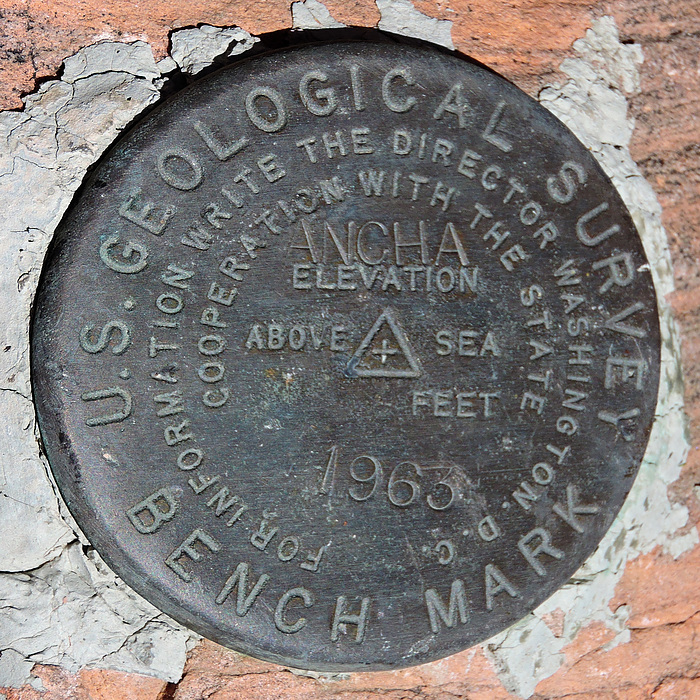 U.S. GEOLOGICAL SURVEY
BENCH MARK
FOR INFORMATION WRITE THE DIRECTOR WASHINGTON, D.C.
COOPERATION WITH THE STATE
ANCHA
ELEVATION
ABOVE SEA
FEET
1963